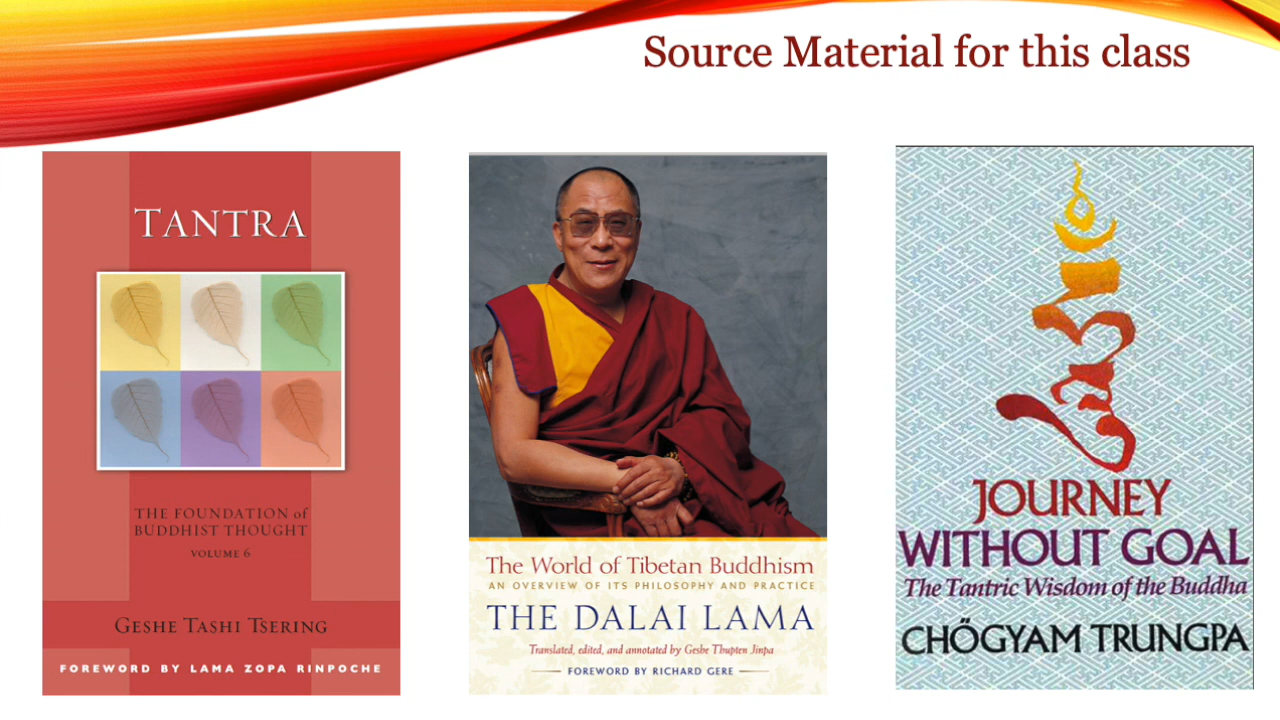 Source Material for this class
TANTRA
THE FOUNDATION of
BUDDHIST THOUGHT
VOLUME 6
GESHE TASHI TSERING
FOREWORD BY LAMA ZOPA RINPOCHE
The World of Tibetan Buddhism
AN OVERVIEW OF ITS PHILOSOPHY AND PRACTICE
THE DALAI LAMA
Translated, edited, and annotated by Geshe Thupten Jinpa
FOREWORD BY RICHARD GERE
JOURNEY
WITHOUT GOAL
The Tantric Wisdom of the Buddha
CHÖGYAM TRUNGPA